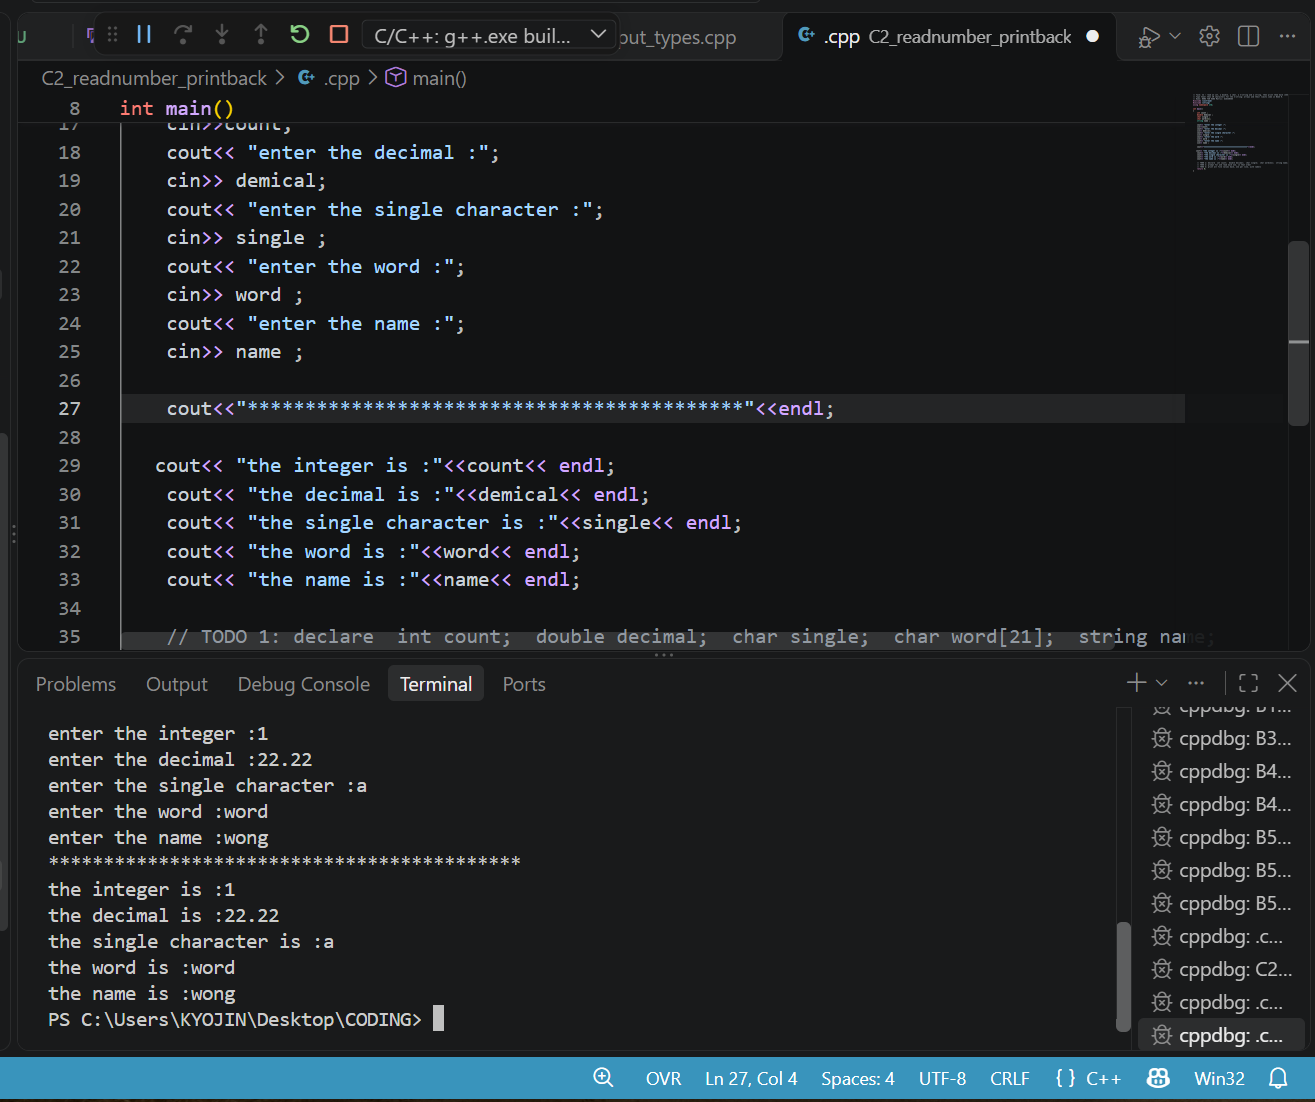 C/C++: g++.exe buil...
out_types.cpp
.cpp C2_readnumber_printback
C2_readnumber_printback > .cpp > main()
8 int main()
17 cin>>count;
18 cout<< "enter the decimal :";
19 cin>> demical;
20 cout<< "enter the single character :";
21 cin>> single ;
22 cout<< "enter the word :";
23 cin>> word ;
24 cout<< "enter the name :";
25 cin>> name ;
26
27 cout<<"*******************************************"<<endl;
28
29 cout<< "the integer is :"<<count<< endl;
30 cout<< "the decimal is :"<<demical<< endl;
31 cout<< "the single character is :"<<single<< endl;
32 cout<< "the word is :"<<word<< endl;
33 cout<< "the name is :"<<name<< endl;
34
35 // TODO 1: declare int count; double decimal; char single; char word[21]; string name;
Problems Output Debug Console Terminal Ports
enter the integer :1
enter the decimal :22.22
enter the single character :a
enter the word :word
enter the name :wong
*******************************************
the integer is :1
the decimal is :22.22
the single character is :a
the word is :word
the name is :wong
PS C:\Users\KYOJIN\Desktop\CODING>
cppdbg: B1...
cppdbg: B3...
cppdbg: B4...
cppdbg: B4...
cppdbg: B5...
cppdbg: B5...
cppdbg: B5...
cppdbg: .c...
cppdbg: C2...
cppdbg: .c...
cppdbg: .c...
OVR Ln 27, Col 4 Spaces: 4 UTF-8 CRLF { } C++ Win32